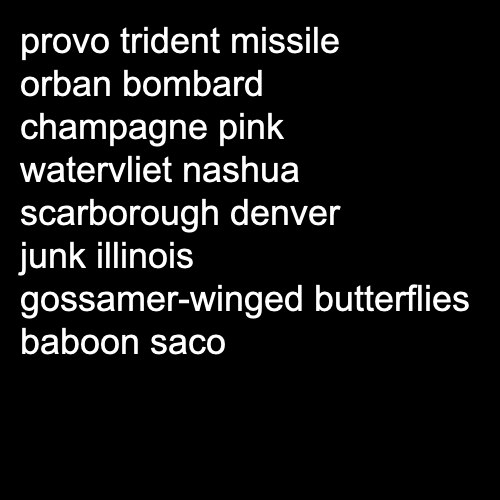 provo trident missile
orban bombard
champagne pink
watervliet nashua
scarborough denver
junk illinois
gossamer-winged butterflies
baboon saco